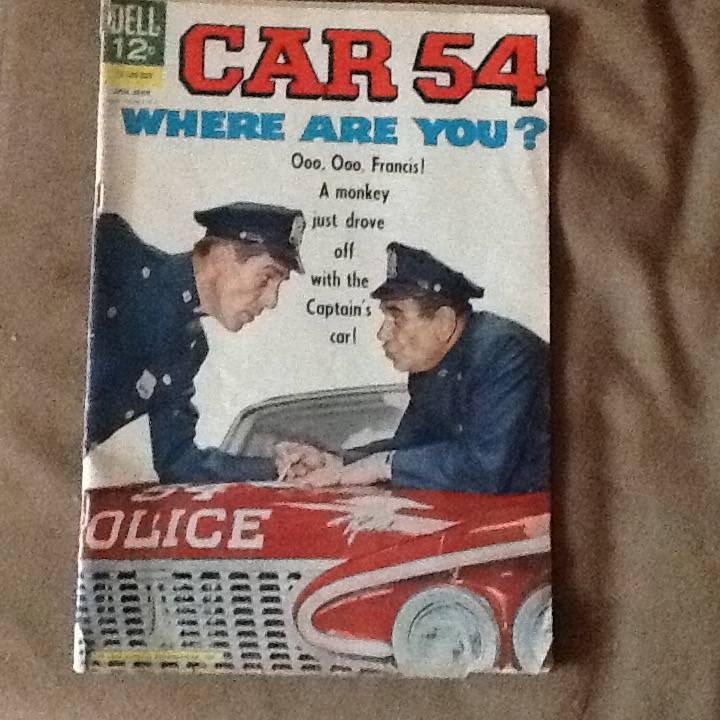 DELL
12¢
CAR 54
WHERE ARE YOU?
Ooo, Ooo, Francis!
A monkey
just drove
off
with the
Captain's
car!
54
OLICE